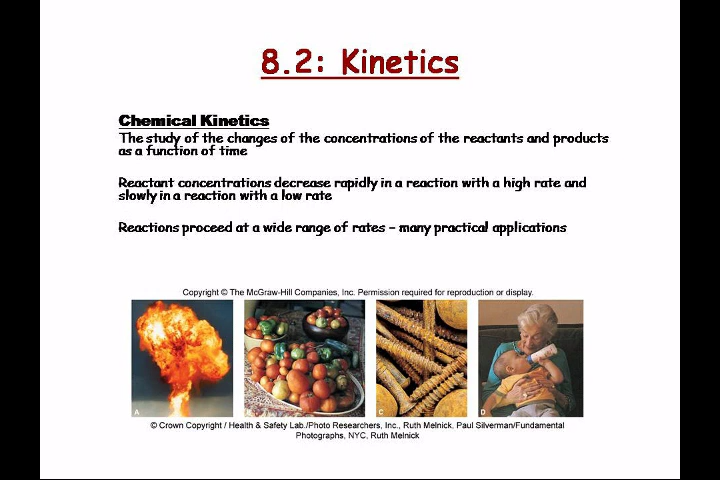 8.2: Kinetics
Chemical Kinetics
The study of the changes of the concentrations of the reactants and products
as a function of time
Reactant concentrations decrease rapidly in a reaction with a high rate and
slowly in a reaction with a low rate
Reactions proceed at a wide range of rates – many practical applications
Copyright © The McGraw-Hill Companies, Inc. Permission required for reproduction or display.
A
B
C
D
© Crown Copyright / Health & Safety Lab./Photo Researchers, Inc., Ruth Melnick, Paul Silverman/Fundamental
Photographs, NYC, Ruth Melnick